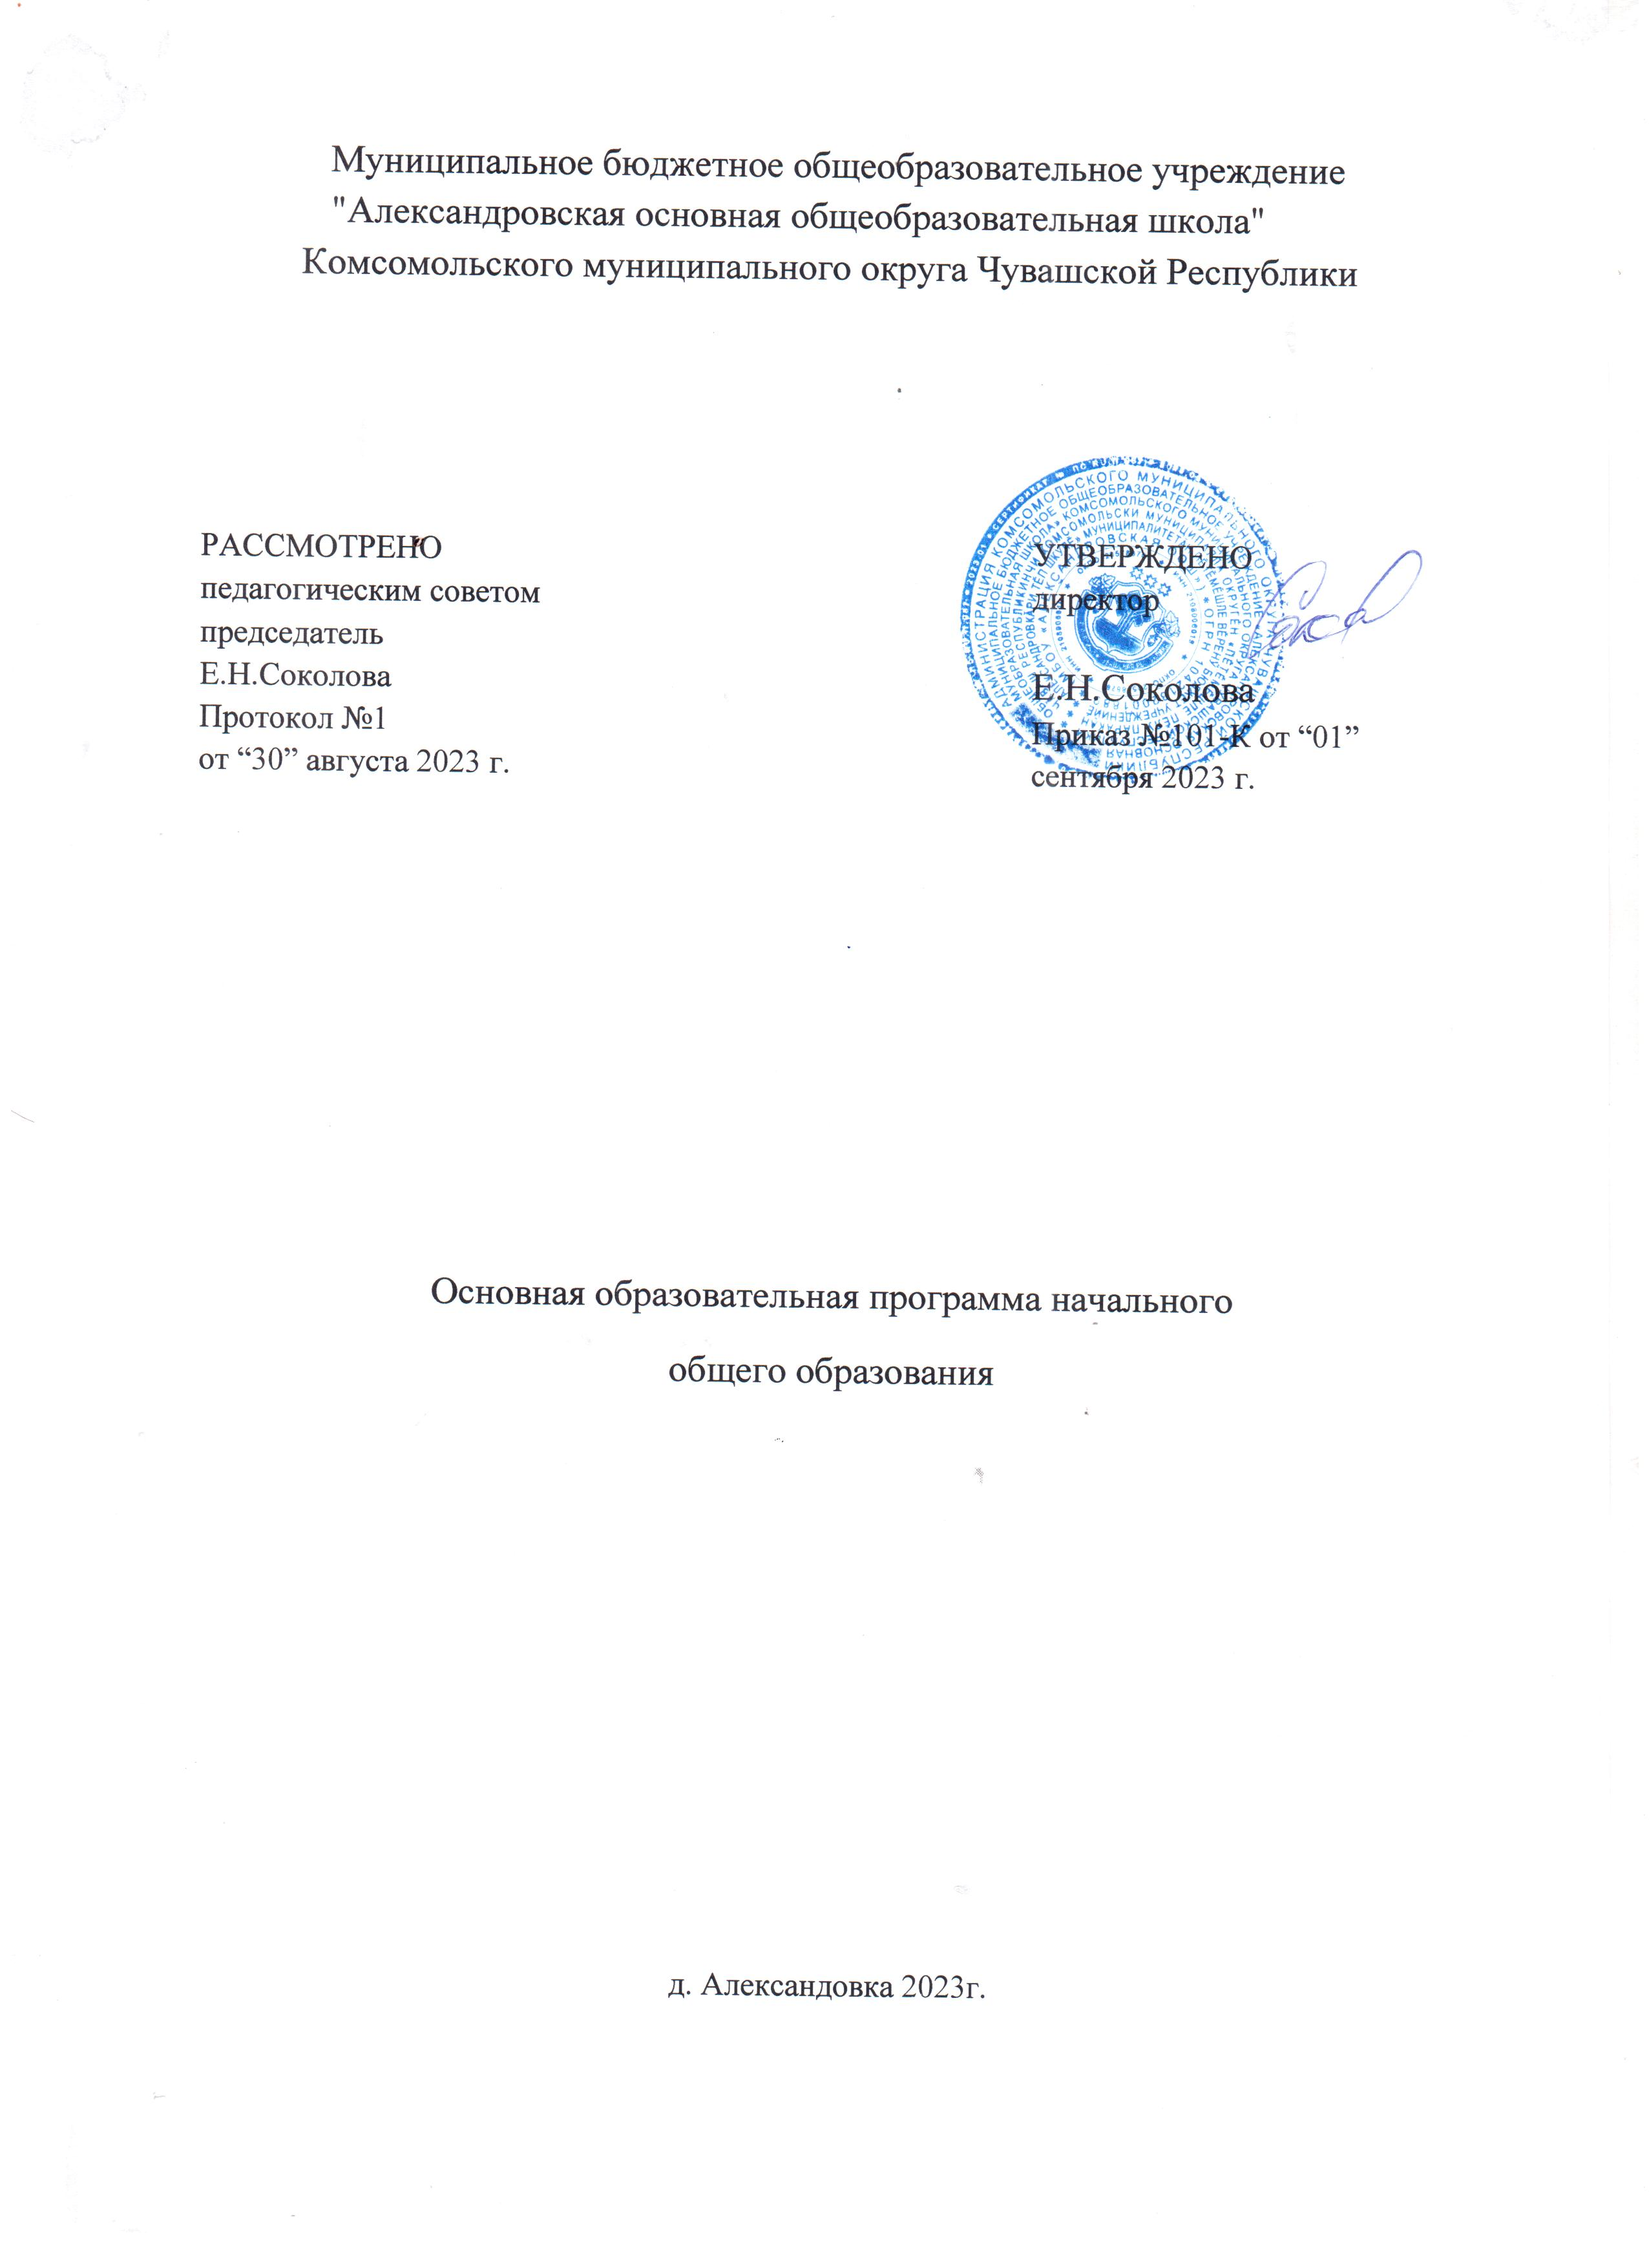 Муниципальное бюджетное общеобразовательное учреждение
"Александровская основная общеобразовательная школа"
Комсомольского муниципального округа Чувашской Республики
РАССМОТРЕНО
педагогическим советом
председатель
Е.Н.Соколова
Протокол №1
от “30” августа 2023 г.
УТВЕРЖДЕНО
директор
Е.Н.Соколова
Приказ №101-К от “01”
сентября 2023 г.
Основная образовательная программа начального
общего образования
д. Александовка 2023г.